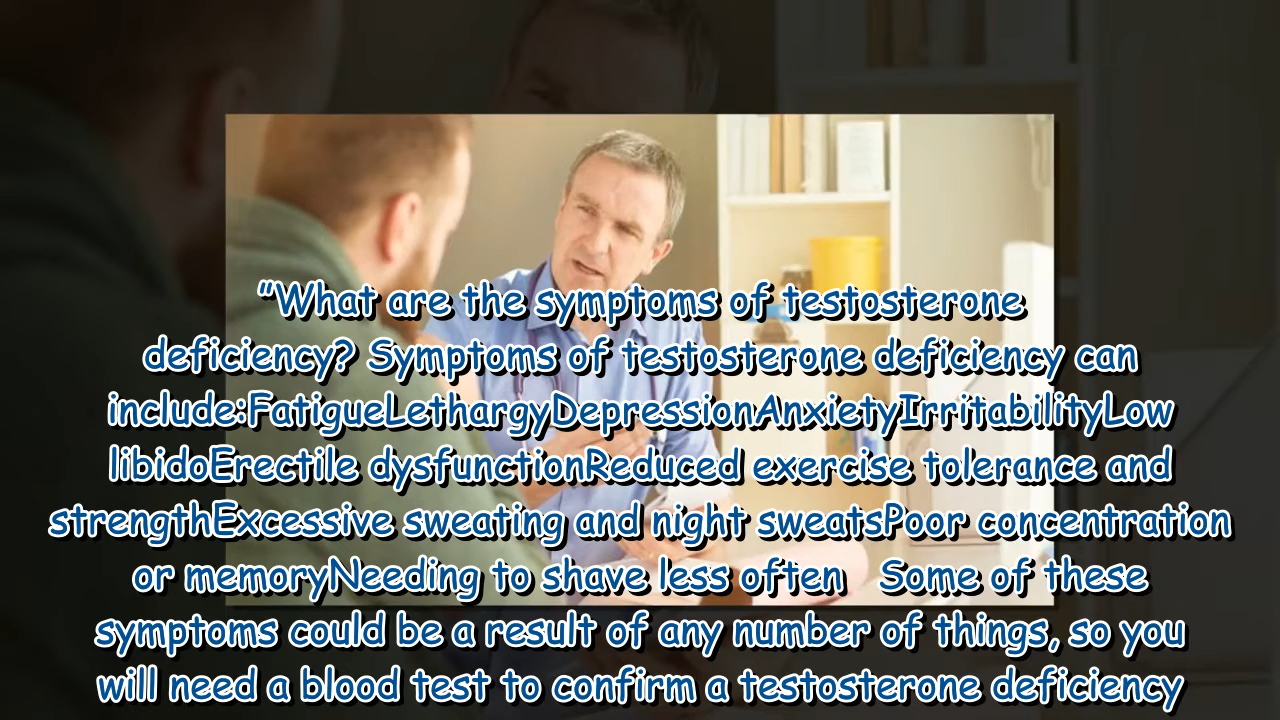 “What are the symptoms of testosterone
deficiency? Symptoms of testosterone deficiency can
include:FatigueLethargyDepressionAnxietyIrritabilityLow
libidoErectile dysfunctionReduced exercise tolerance and
strengthExcessive sweating and night sweatsPoor concentration
or memoryNeeding to shave less often   Some of these
symptoms could be a result of any number of things, so you
will need a blood test to confirm a testosterone deficiency